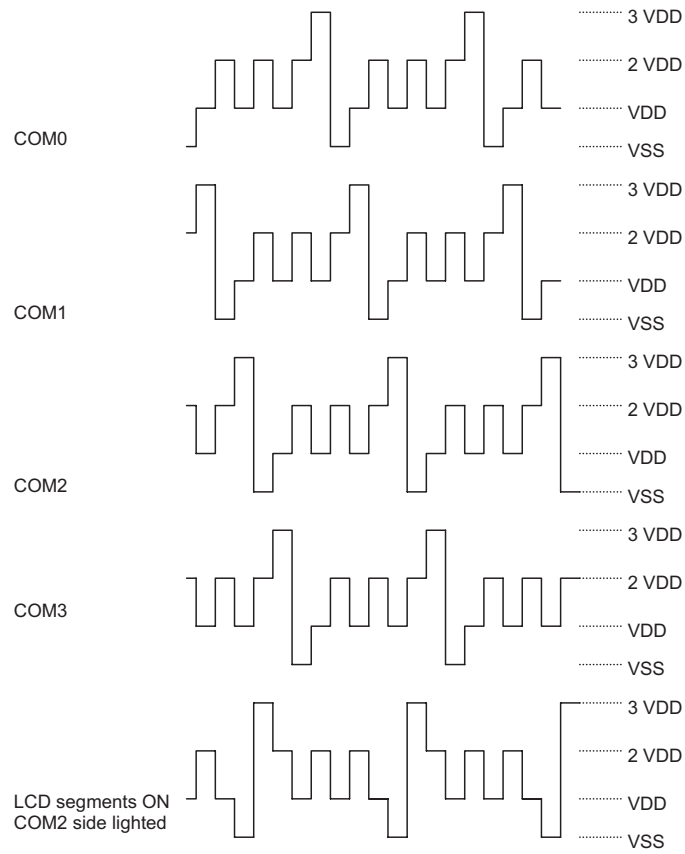 3 VDD
2 VDD
VDD
COM0
VSS
3 VDD
2 VDD
VDD
COM1
VSS
3 VDD
2 VDD
VDD
COM2
VSS
3 VDD
2 VDD
COM3
VDD
VSS
3 VDD
2 VDD
LCD segments ON
VDD
COM2 side lighted
VSS